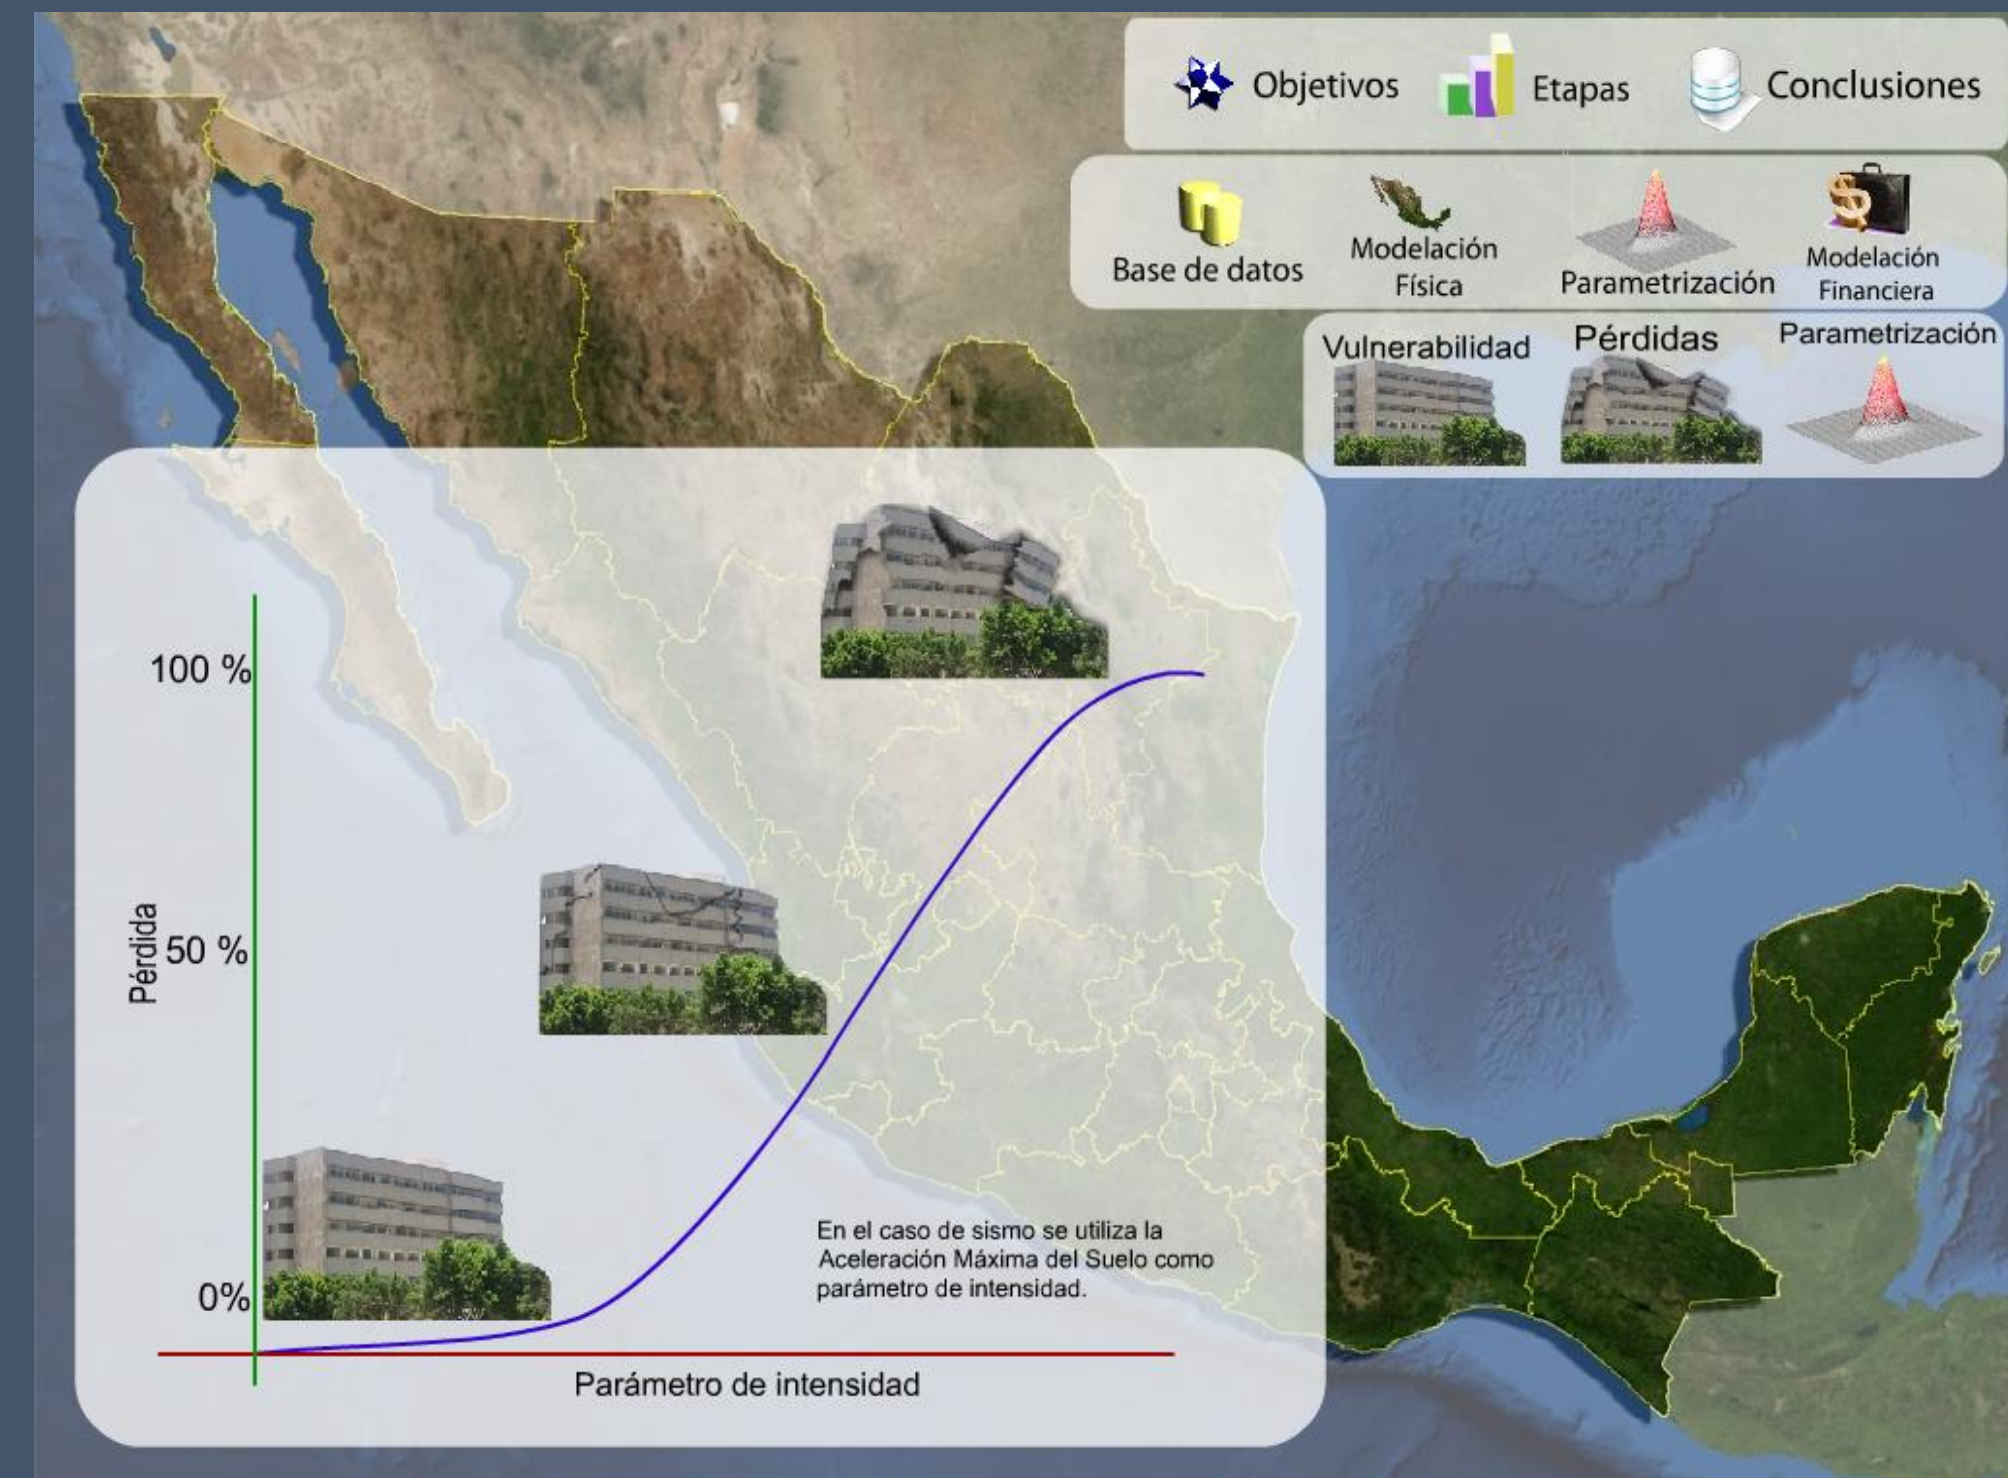 Objetivos
Etapas
Conclusiones
Base de datos
Modelación
Física
Parametrización
Modelación
Financiera
Vulnerabilidad
Pérdidas
Parametrización
100 %
50 %
0%
Pérdida
En el caso de sismo se utiliza la
Aceleración Máxima del Suelo como
parámetro de intensidad.
Parámetro de intensidad